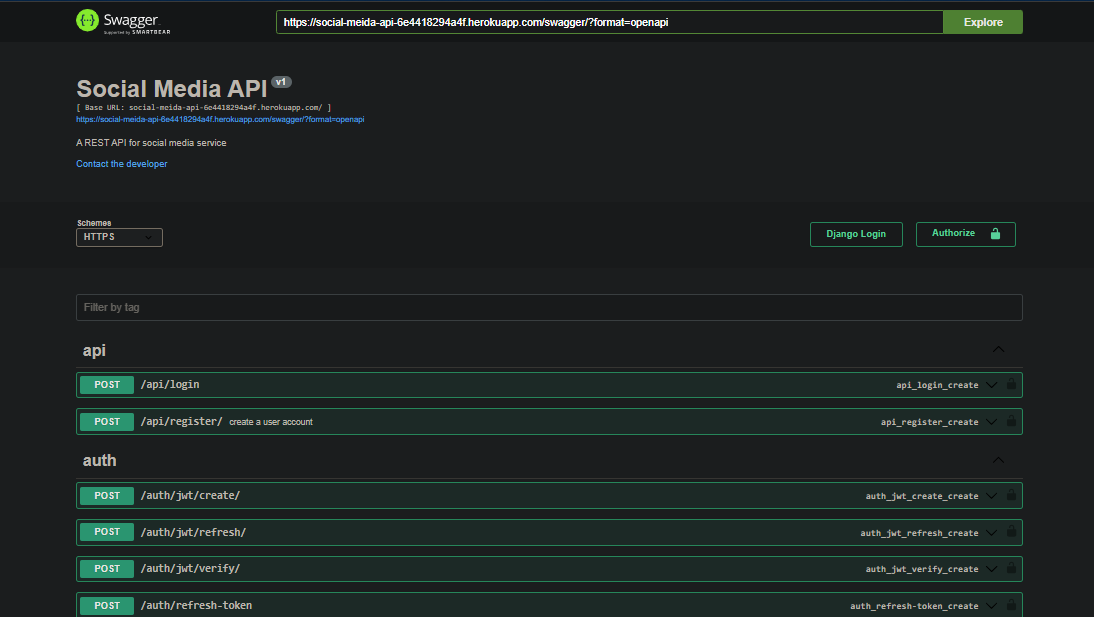 Swagger
Supported by SMARTBEAR
https://social-meida-api-6e4418294a4f.herokuapp.com/swagger/?format=openapi
Explore
Social Media API v1
[ Base URL: social-meida-api-6e4418294a4f.herokuapp.com/ ]
https://social-meida-api-6e4418294a4f.herokuapp.com/swagger/?format=openapi
A REST API for social media service
Contact the developer
Schemes
HTTPS
Django Login
Authorize
Filter by tag
api
POST /api/login api_login_create
POST /api/register/ create a user account api_register_create
auth
POST /auth/jwt/create/ auth_jwt_create_create
POST /auth/jwt/refresh/ auth_jwt_refresh_create
POST /auth/jwt/verify/ auth_jwt_verify_create
POST /auth/refresh-token auth_refresh-token_create